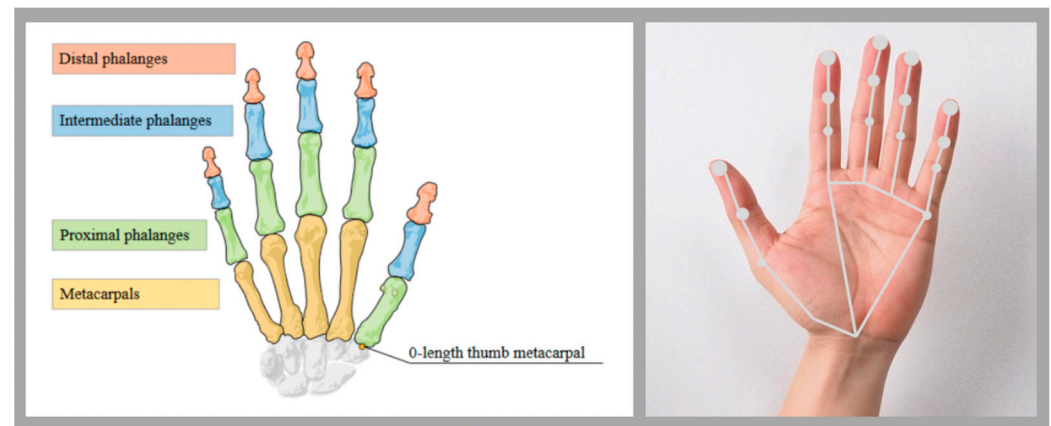 Distal phalanges
Intermediate phalanges
Proximal phalanges
Metacarpals
0-length thumb metacarpal